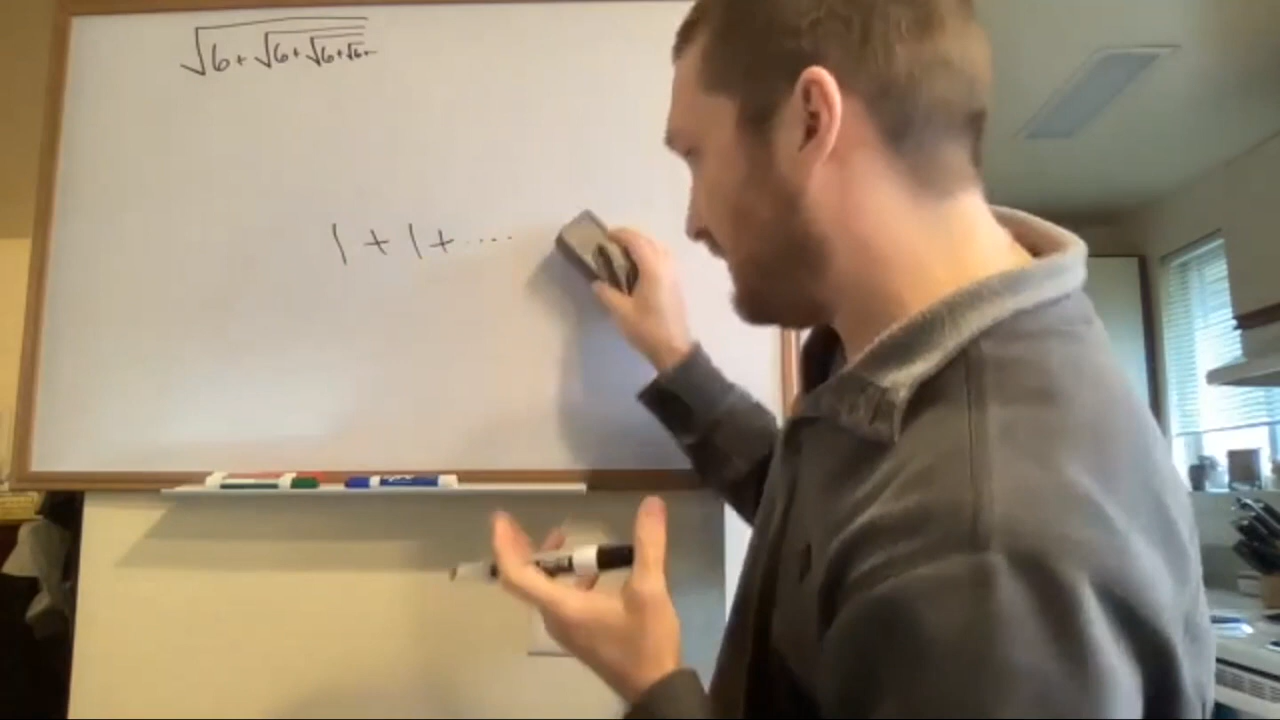 √6+√6+√6+√6+
1 + 1 + ....